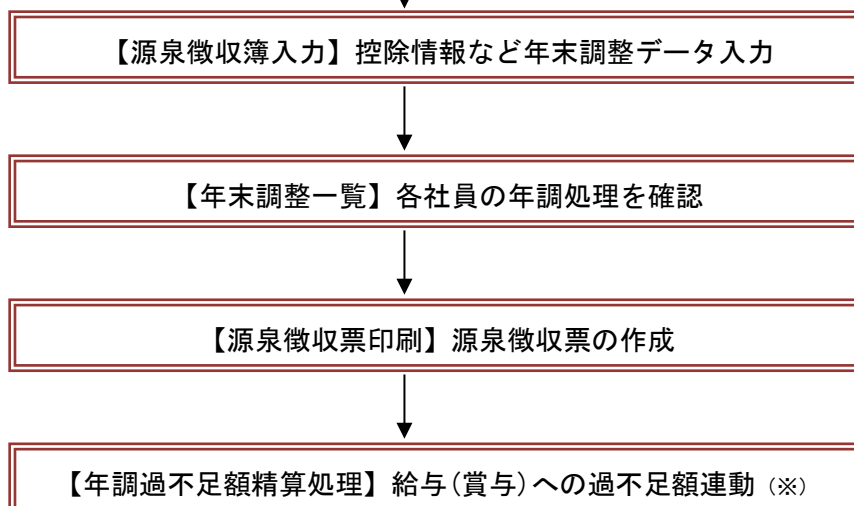 【源泉徴収簿入力】控除情報など年末調整データ入力
【年末調整一覧】各社員の年調処理を確認
【源泉徴収票印刷】源泉徴収票の作成
【年調過不足額精算処理】給与(賞与)への過不足額連動（※）